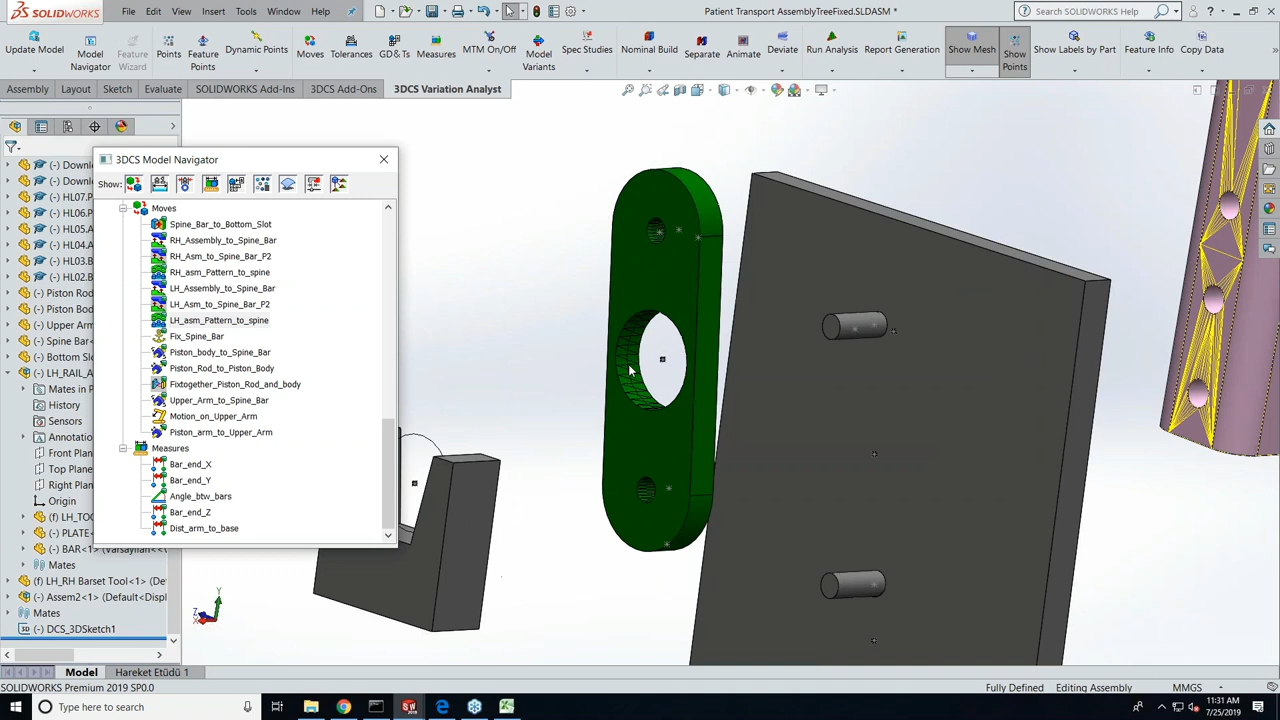 SOLIDWORKS File Edit View Insert Tools Window Help Patient Transport AssemblyTreeFixed.SLDASM * Search SOLIDWORKS Help
Update Model Model Navigator Feature Wizard Points Feature Points Dynamic Points Moves Tolerances GD&Ts Measures MTM On/Off Model Variants Spec Studies Nominal Build Separate Animate Deviate Run Analysis Report Generation Show Mesh Show Points Show Labels by Part Feature Info Copy Data
Assembly Layout Sketch Evaluate SOLIDWORKS Add-Ins 3DCS Add-Ons 3DCS Variation Analyst
3DCS Model Navigator
Show:
Moves
Spine_Bar_to_Bottom_Slot
RH_Assembly_to_Spine_Bar
RH_Asm_to_Spine_Bar_P2
RH_asm_Pattern_to_spine
LH_Assembly_to_Spine_Bar
LH_Asm_to_Spine_Bar_P2
LH_asm_Pattern_to_spine
Fix_Spine_Bar
Piston_body_to_Spine_Bar
Piston_Rod_to_Piston_Body
Fixtogether_Piston_Rod_and_body
Upper_Arm_to_Spine_Bar
Motion_on_Upper_Arm
Piston_arm_to_Upper_Arm
Measures
Bar_end_X
Bar_end_Y
Angle_btw_bars
Bar_end_Z
Dist_arm_to_base
(-) Downl
(-) Downl
HL07.P
HL06.P
HL05.A
HL04.A
HL03.B
HL02.B
(-) Piston Rod
(-) Piston Bod
(-) Upper Arm
(-) Spine Bar<
(-) Bottom Slo
(-) LH_RAIL_A
Mates in P
History
Sensors
Annotation
Front Plan
Top Plane
Right Plan
Origin
(f) LH_TOO
(-) PLATE<
(-) BAR<1> (Varsayılan<<V
Mates
(f) LH_RH Barset Tool<1> (Def
(f) Assem2<1> (Default<Displ
Mates
(-) DCS_3DSketch1
Y
Z
X
Model Hareket Etüdü 1
SOLIDWORKS Premium 2019 SP0.0 Fully Defined Editing Assembly MMGS
Type here to search 11:31 AM
7/25/2019